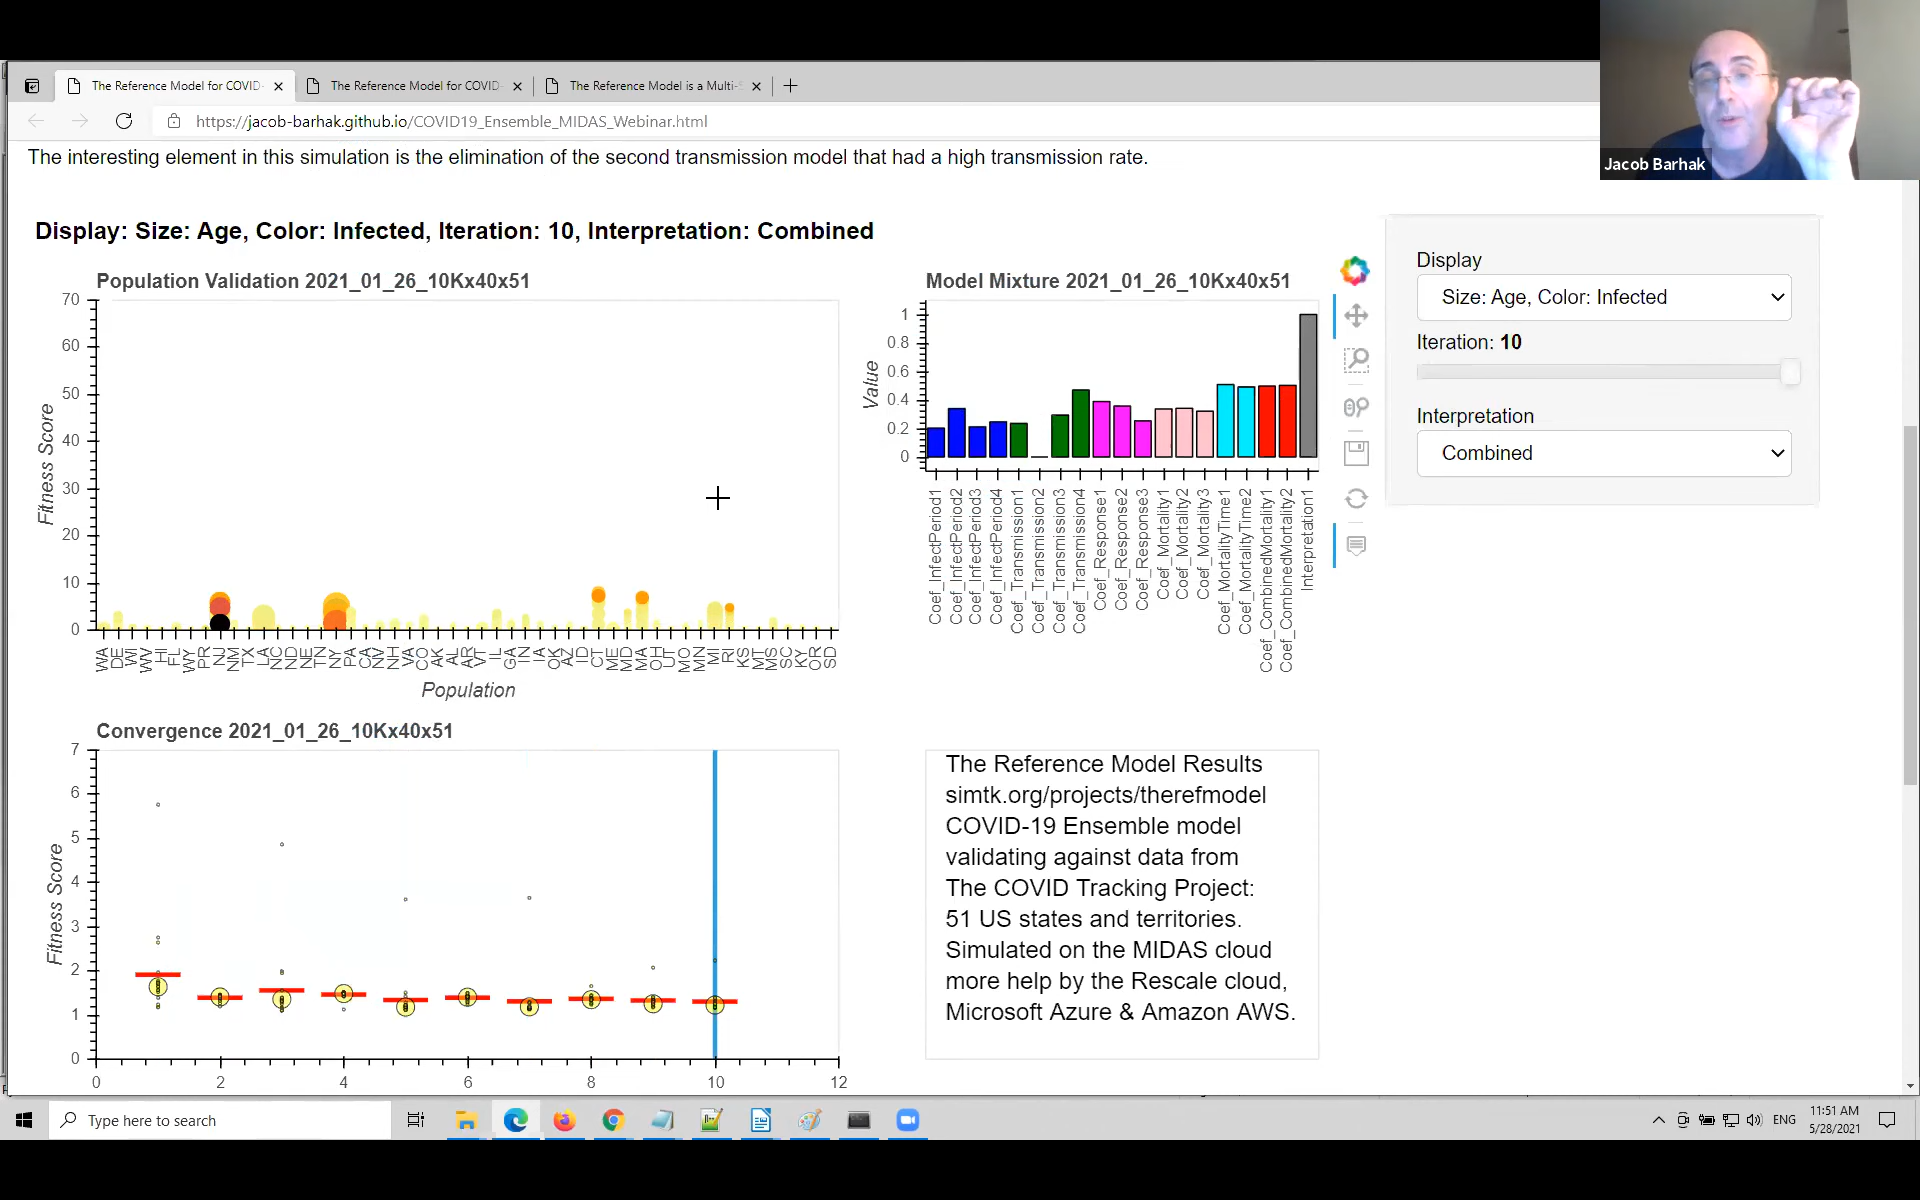 The Reference Model for COVID-
The Reference Model for COVID
The Reference Model is a Multi-
https://jacob-barhak.github.io/COVID19_Ensemble_MIDAS_Webinar.html
Jacob Barhak
The interesting element in this simulation is the elimination of the second transmission model that had a high transmission rate.
Display: Size: Age, Color: Infected, Iteration: 10, Interpretation: Combined
Population Validation 2021_01_26_10Kx40x51
70
60
50
40
30
20
10
0
Fitness Score
WA
DE
WI
WV
HI
FL
WY
PR
NJ
NM
TX
LA
NC
ND
NE
TN
NY
PA
CA
NV
NH
VA
CO
AK
AL
AR
VT
IL
GA
IN
IA
OK
AZ
ID
CT
ME
MD
MA
OH
UT
MO
MN
MI
RI
KS
MT
MS
SC
KY
OR
SD
Population
Model Mixture 2021_01_26_10Kx40x51
1
0.8
0.6
0.4
0.2
0
Value
Coef_InfectPeriod1
Coef_InfectPeriod2
Coef_InfectPeriod3
Coef_InfectPeriod4
Coef_Transmission1
Coef_Transmission2
Coef_Transmission3
Coef_Transmission4
Coef_Response1
Coef_Response2
Coef_Response3
Coef_Mortality1
Coef_Mortality2
Coef_Mortality3
Coef_MortalityTime1
Coef_MortalityTime2
Coef_CombinedMortality1
Coef_CombinedMortality2
Interpretation1
Display
Size: Age, Color: Infected
Iteration: 10
Interpretation
Combined
Convergence 2021_01_26_10Kx40x51
7
6
5
4
3
2
1
0
Fitness Score
0
2
4
6
8
10
12
The Reference Model Results
simtk.org/projects/therefmodel
COVID-19 Ensemble model
validating against data from
The COVID Tracking Project:
51 US states and territories.
Simulated on the MIDAS cloud
more help by the Rescale cloud,
Microsoft Azure & Amazon AWS.
Type here to search
ENG
11:51 AM
5/28/2021